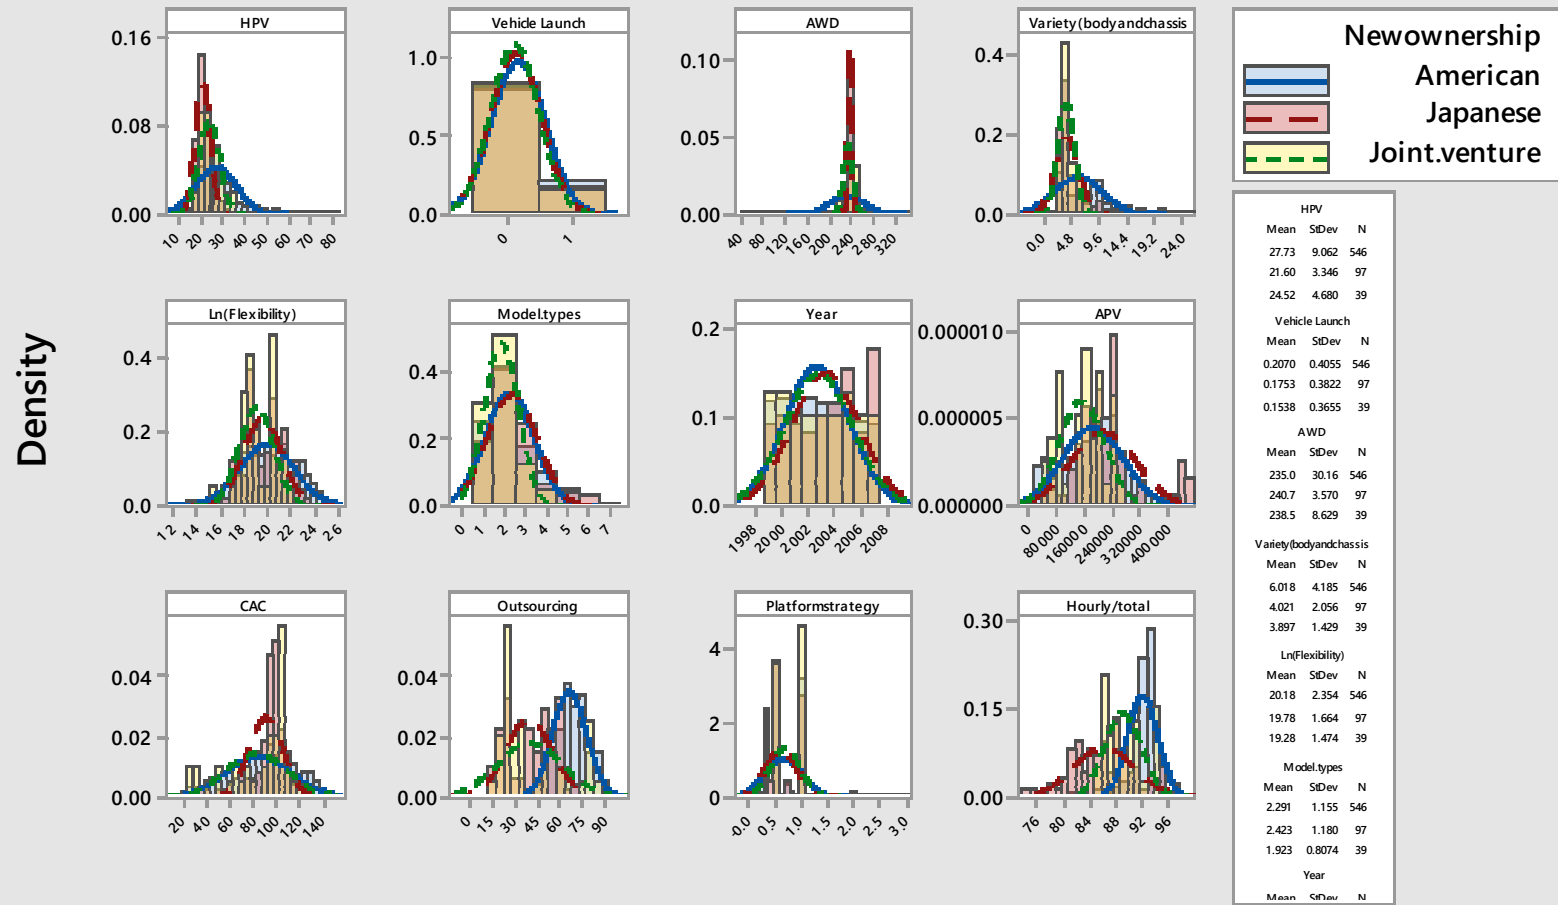 Density
HPV
0.16
0.08
0.00
10 20 30 40 50 60 70 80
Vehicle Launch
1.0
0.5
0.0
0 1
AWD
0.10
0.05
0.00
40 80 120 160 200 240 280 320
Variety(bodyandchassis
0.4
0.2
0.0
0.0 4.8 9.6 14.4 19.2 24.0
Ln(Flexibility)
0.4
0.2
0.0
12 14 16 18 20 22 24 26
Model.types
0.4
0.2
0.0
0 1 2 3 4 5 6 7
Year
0.2
0.1
0.0
1998 2000 2002 2004 2006 2008
APV
0.000010
0.000005
0.000000
0 80000 160000 240000 320000 400000
CAC
0.04
0.02
0.00
20 40 60 80 100 120 140
Outsourcing
0.04
0.02
0.00
0 15 30 45 60 75 90
Platformstrategy
4
2
0
-0.0 0.5 1.0 1.5 2.0 2.5 3.0
Hourly/total
0.30
0.15
0.00
76 80 84 88 92 96
Newownership
American
Japanese
Joint.venture
HPV
Mean StDev N
27.73 9.062 546
21.60 3.346 97
24.52 4.680 39
Vehicle Launch
Mean StDev N
0.2070 0.4055 546
0.1753 0.3822 97
0.1538 0.3655 39
AWD
Mean StDev N
235.0 30.16 546
240.7 3.570 97
238.5 8.629 39
Variety(bodyandchassis
Mean StDev N
6.018 4.185 546
4.021 2.056 97
3.897 1.429 39
Ln(Flexibility)
Mean StDev N
20.18 2.354 546
19.78 1.664 97
19.28 1.474 39
Model.types
Mean StDev N
2.291 1.155 546
2.423 1.180 97
1.923 0.8074 39
Year
Mean StDev N